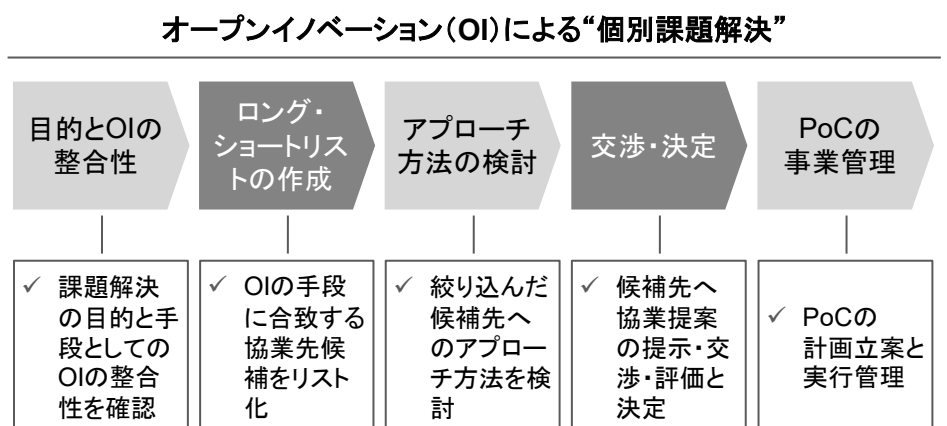 オープンイノベーション(OI)による“個別課題解決”
目的とOIの
整合性
ロング・
ショートリス
トの作成
アプローチ
方法の検討
交渉・決定
PoCの
事業管理
✓ 課題解決
の目的と手
段としての
OIの整合
性を確認
✓ OIの手段
に合致する
協業先候
補をリスト
化
✓ 絞り込んだ
候補先へ
のアプロー
チ方法を検
討
✓ 候補先へ
協業提案
の提示・交
渉・評価と
決定
✓ PoCの
計画立案と
実行管理